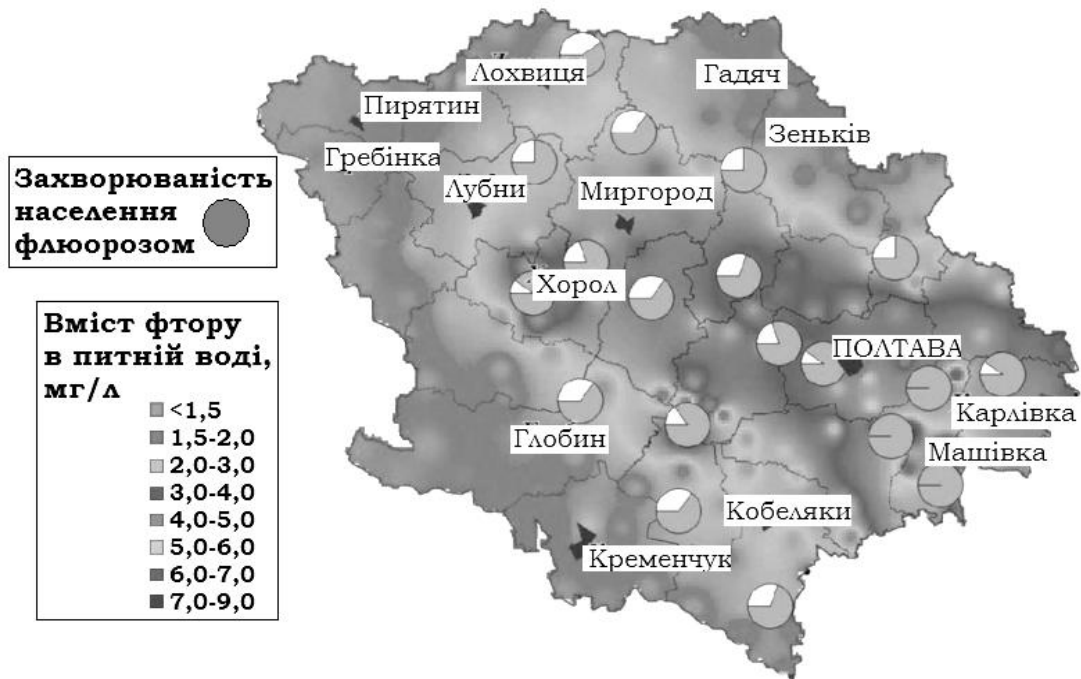 Лохвиця
Гадяч
Пирятин
Зеньків
Гребінка
Захворюваність
населення
флюорозом
Лубни
Миргород
Хорол
Вміст фтору
в питній воді,
мг/л
<1,5
1,5-2,0
2,0-3,0
3,0-4,0
4,0-5,0
5,0-6,0
6,0-7,0
7,0-9,0
ПОЛТАВА
Карлівка
Глобин
Машівка
Кобеляки
Кременчук